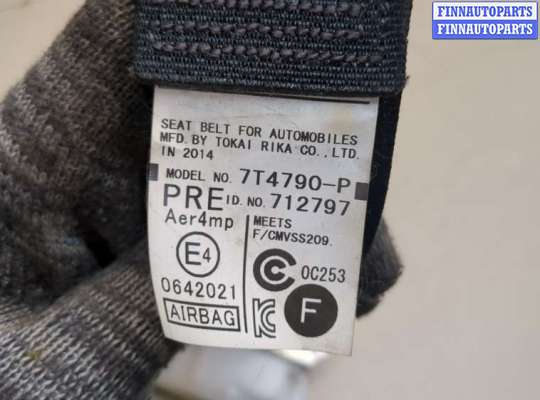 FINNAUTOPARTS
FINNAUTOPARTS
SEAT BELT FOR AUTOMOBILES
MFD. BY TOKAI RIKA CO., LTD.
IN 2014
MODEL NO. 7T4790-P
PRE ID. NO. 712797
Aer4mp
MEETS
F/CMVSS209.
E4
C 0C253
0642021
AIRBAG
KC F